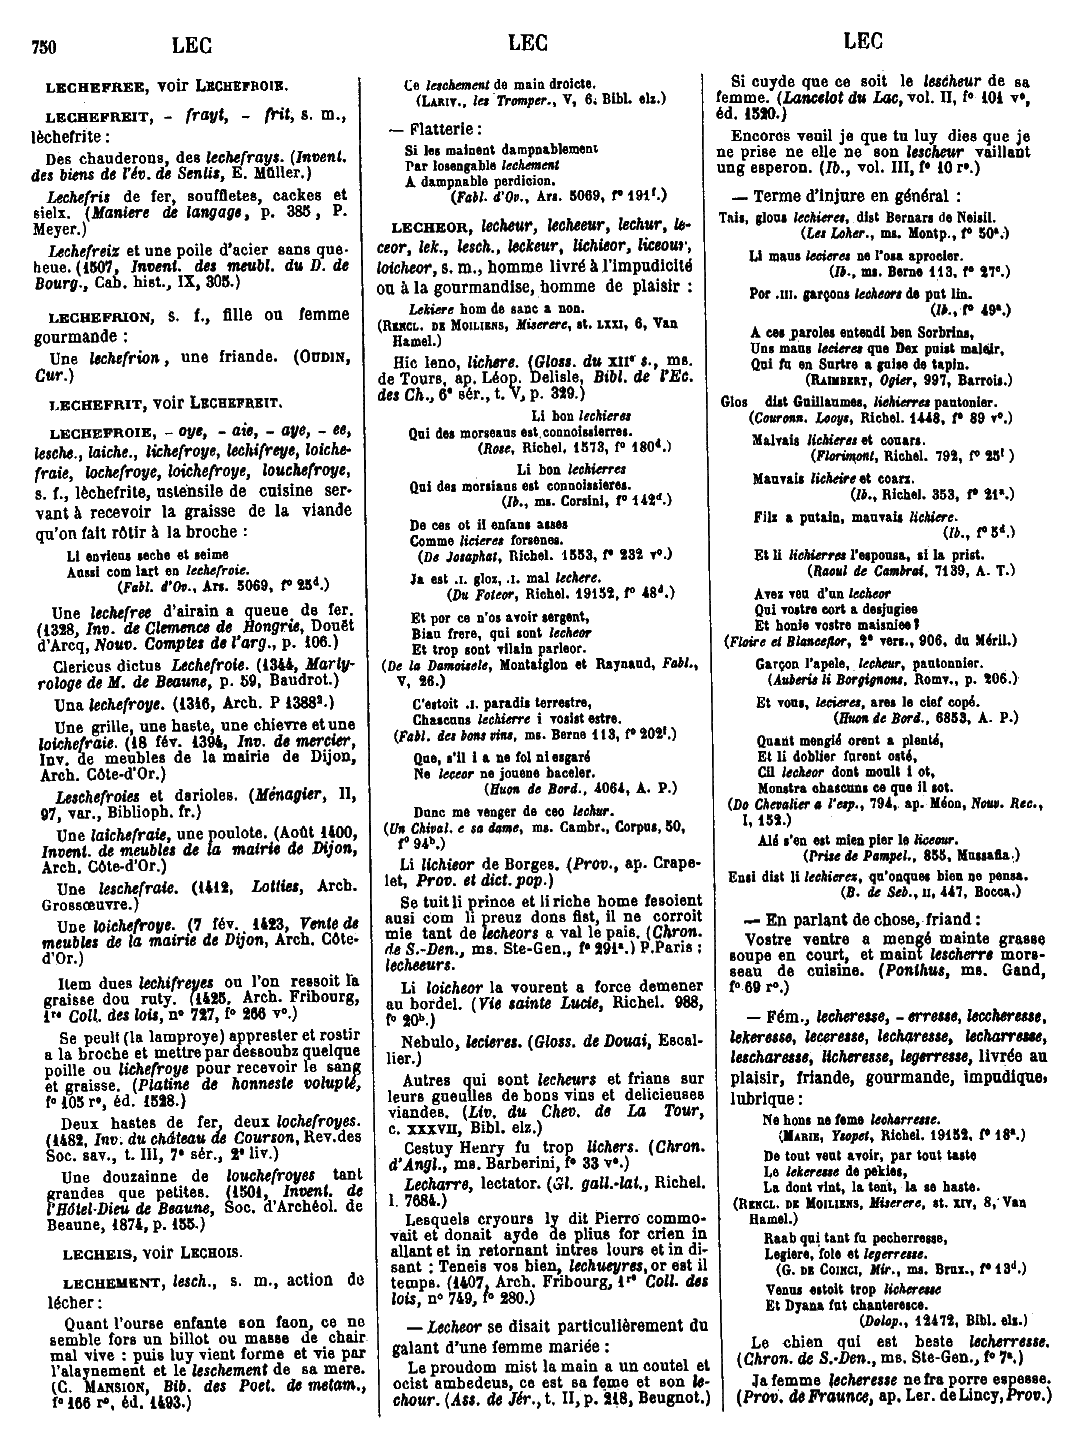 750 LEC LEC LEC
LECHEFREE, voir LECHEFROIE.
LECHEFREIT, - frayt, - frit, s. m.,
lèchefrite :
Des chauderons, des lechefrays. (Invent.
des biens de l'év. de Senlis, E. Müller.)
Lechefris de fer, souffletes, cackes et
sielx. (Maniere de langage, p. 385, P.
Meyer.)
Lechefreiz et une poile d'acier sans que-
heue. (1507, Invent. des meubl. du D. de
Bourg., Cab. hist., IX, 305.)
LECHEFRION, s. f., fille ou femme
gourmande :
Une lechefrion, une friande. (OUDIN,
Cur.)
LECHEFRIT, voir LECHEFREIT.
LECHEFROIE, - oye, - aie, - aye, - ee,
lesche., laiche., lichefroye, lechifreye, loiche-
fraie, lochefroye, loichefroye, louchefroye,
s. f., lèchefrite, ustensile de cuisine ser-
vant à recevoir la graisse de la viande
qu'on fait rôtir à la broche :
Li enviens seche et seime
Aussi com lart en lechefroie.
(Fabl. d'Ov., Ars. 5069, f° 25ᵈ.)
Une lechefree d'airain a queue de fer.
(1328, Inv. de Clemence de Hongrie, Douët
d'Arcq, Nouv. Comptes de l'arg., p. 106.)
Clericus dictus Lechefroie. (1344, Marty-
rologe de M. de Beaune, p. 59, Baudrot.)
Una lechefroye. (1346, Arch. P 1388².)
Une grille, une haste, une chievre et une
loichefraie. (18 fév. 1394, Inv. de mercier,
Inv. de meubles de la mairie de Dijon,
Arch. Côte-d'Or.)
Leschefroies et darioles. (Ménagier, II,
97, var., Biblioph. fr.)
Une laichefraie, une poulote. (Août 1400,
Invent. de meubles de la mairie de Dijon,
Arch. Côte-d'Or.)
Une leschefraie. (1412, Lotties, Arch.
Grossœuvre.)
Une loichefroye. (7 fév. 1423, Vente de
meubles de la mairie de Dijon, Arch. Côte-
d'Or.)
Item dues lechifreyes ou l'on ressoit la
graisse dou ruty. (1425, Arch. Fribourg,
1ʳᵉ Coll. des lois, n° 727, f° 266 v°.)
Se peult (la lamproye) apprester et rostir
a la broche et mettre par dessoubz quelque
poille ou lichefroye pour recevoir le sang
et graisse. (Platine de honneste volupté,
f° 105 r°, éd. 1528.)
Deux hastes de fer, deux lochefroyes.
(1482, Inv. du château de Courson, Rev. des
Soc. sav., t. III, 7ᵉ sér., 2ᵉ liv.)
Une douzainne de louchefroyes tant
grandes que petites. (1501, Invent. de
l'Hôtel-Dieu de Beaune, Soc. d'Archéol. de
Beaune, 1874, p. 155.)
LECHEIS, voir LECHOIS.
LECHEMENT, lesch., s. m., action de
lécher :
Quant l'ourse enfante son faon, ce ne
semble fors un billot ou masse de chair
mal vive : puis luy vient forme et vie par
l'alaynement et le leschement de sa mere.
(C. MANSION, Bib. des Poet. de metam.,
f° 166 r°, éd. 1493.)
Ce leschement de main droicte.
(LARIV., les Tromper., V, 6, Bibl. elz.)
— Flatterie :
Si les mainent dampnablement
Par losengable lechement
A dampnable perdicion.
(Fabl. d'Ov., Ars. 5069, f° 191ᶠ.)
LECHEOR, lecheur, lecheeur, lechur, le-
ceor, lek., lesch., leckeur, lichieor, liceour,
loicheor, s. m., homme livré à l'impudicité
ou à la gourmandise, homme de plaisir :
Lekiere hom de sanc a non.
(RENCL. DE MOILIENS, Miserere, st. LXXI, 6, Van
Hamel.)
Hic leno, lichere. (Gloss. du XIIᵉ s., ms.
de Tours, ap. Léop. Delisle, Bibl. de l'Ec.
des Ch., 6ᵉ sér., t. V, p. 329.)
Li bon lechieres
Qui des morseaus est connoissierres.
(Rose, Richel. 1573, f° 180ᵈ.)
Li bon lechierres
Qui des morsiaus est connoissieres.
(Ib., ms. Corsini, f° 142ᵈ.)
De ces ot il enfans asses
Comme licieres forsenes.
(De Josaphat, Richel. 1553, f° 232 v°.)
Ja est .I. gloz, .I. mal lechere.
(Du Foteor, Richel. 19152, f° 48ᵈ.)
Et por ce n'os avoir sergent,
Biau frere, qui sont lecheor
Et trop sont vilain parleor.
(De la Damoisele, Montaiglon et Raynaud, Fabl.,
V, 26.)
C'estoit .I. paradis terrestre,
Chascuns lechierre i vosist estre.
(Fabl. des bons vins, ms. Berne 113, f° 202ᶠ.)
Que, s'il i a ne fol ni esgaré
Ne leceor ne jouene baceler.
(Huon de Bord., 4064, A. P.)
Dunc me venger de ceo lechur.
(Un Chival. e sa dame, ms. Cambr., Corpus, 50,
f° 94ᵇ.)
Li lichieor de Borges. (Prov., ap. Crape-
let, Prov. et dict. pop.)
Se tuit li prince et li riche home fesoient
ausi com li preuz dons fist, il ne corroit
mie tant de lecheors a val le pais. (Chron.
de S.-Den., ms. Ste-Gen., f° 291ᵃ.) P. Paris :
lecheeurs.
Li loicheor la vourent a force demener
au bordel. (Vie sainte Lucie, Richel. 988,
f° 20ᵇ.)
Nebulo, lecieres. (Gloss. de Douai, Escal-
lier.)
Autres qui sont lecheurs et frians sur
leurs gueulles de bons vins et delicieuses
viandes. (Liv. du Chev. de La Tour,
c. XXXVII, Bibl. elz.)
Cestuy Henry fu trop lichers. (Chron.
d'Angl., ms. Barberini, f° 33 v°.)
Lecharre, lectator. (Gl. gall.-lat., Richel.
l. 7684.)
Lesquels cryours ly dit Pierro commo-
vait et donait ayde de plius for crien in
allant et in retornant intres lours et in di-
sant : Teneis vos bien, lechueyres, or est il
temps. (1407, Arch. Fribourg, 1ʳᵉ Coll. des
lois, n° 749, f° 280.)
— Lecheor se disait particulièrement du
galant d'une femme mariée :
Le proudom mist la main a un coutel et
ocist ambedeus, ce est sa feme et son le-
chour. (Ass. de Jér., t. II, p. 218, Beugnot.)
Si cuyde que ce soit le lescheur de sa
femme. (Lancelot du Lac, vol. II, f° 101 v°,
éd. 1520.)
Encores veuil je que tu luy dies que je
ne prise ne elle ne son lescheur vaillant
ung esperon. (Ib., vol. III, f° 10 r°.)
— Terme d'injure en général :
Tais, glous lechieres, dist Bernars de Neisil.
(Les Loher., ms. Montp., f° 50ᵃ.)
Li maus lecieres ne l'osa aprocier.
(Ib., ms. Berne 113, f° 27ᶜ.)
Por .III. garçons lecheors de put lin.
(Ib., f° 49ᵃ.)
A ces paroles entendi ben Sorbrins,
Uns maus lecieres que Dex puist maleir,
Qui fu en Surtre a guise de tapin.
(RAIMBERT, Ogier, 997, Barrois.)
Glos dist Guillaumes, liehierres pautonier.
(Couronn. Looys, Richel. 1448, f° 89 v°.)
Malvais lichieres et couars.
(Florimont, Richel. 792, f° 25ᶠ)
Mauvais licheire et coarz.
(Ib., Richel. 353, f° 21ᵃ.)
Filz a putain, mauvais lichiere.
(Ib., f° 5ᵈ.)
Et li lichierres l'espousa, si la prist.
(Raoul de Cambrai, 7139, A. T.)
Avez veu d'un lecheor
Qui vostre cort a desjugiee
Et honie vostre maisniee?
(Floire et Blanceflor, 2ᵉ vers., 906, du Méril.)
Garçon l'apele, lecheur, pautonnier.
(Auberis li Borgignons, Romv., p. 206.)
Et vous, lecieres, ares le cief copé.
(Huon de Bord., 6853, A. P.)
Quant mengié orent a plenté,
Et li doblier furent osté,
Cil lecheor dont moult i ot,
Monstra chascuns ce que il sot.
(Do Chevalier a l'esp., 794, ap. Méon, Nouv. Rec.,
I, 152.)
Alé s'en est mien pier le liceour.
(Prise de Pampel., 855, Mussafia.)
Ensi dist li lechieres, qu'onques bien ne pensa.
(B. de Seb., II, 447, Bocca.)
— En parlant de chose, friand :
Vostre ventre a mengé mainte grasse
soupe en court, et maint lescherre mors-
seau de cuisine. (Ponthus, ms. Gand,
f° 69 r°.)
— Fém., lecheresse, - erresse, leccheresse,
lekeresse, leceresse, lecharesse, lecharresse,
lescharesse, licheresse, legerresse, livrée au
plaisir, friande, gourmande, impudique,
lubrique :
Ne hons ne feme lecharresse.
(MARIE, Ysopet, Richel. 19152, f° 18ᵃ.)
De tout veut avoir, par tout taste
Le lekeresse de pekies,
La dont vint, la tent, la se haste.
(RENCL. DE MOILIENS, Miserere, st. XIV, 8, Van
Hamel.)
Raab qui tant fu pecherresse,
Legiere, fole et legerresse.
(G. DE COINCI, Mir., ms. Brux., f° 13ᵈ.)
Venus estoit trop licheresse
Et Dyana fut chanteresce.
(Dolop., 12472, Bibl. elz.)
Le chien qui est beste lecherresse.
(Chron. de S.-Den., ms. Ste-Gen., f° 7ᵃ.)
Ja femme lecheresse ne fra porre espesse.
(Prov. de Fraunce, ap. Ler. de Lincy, Prov.)